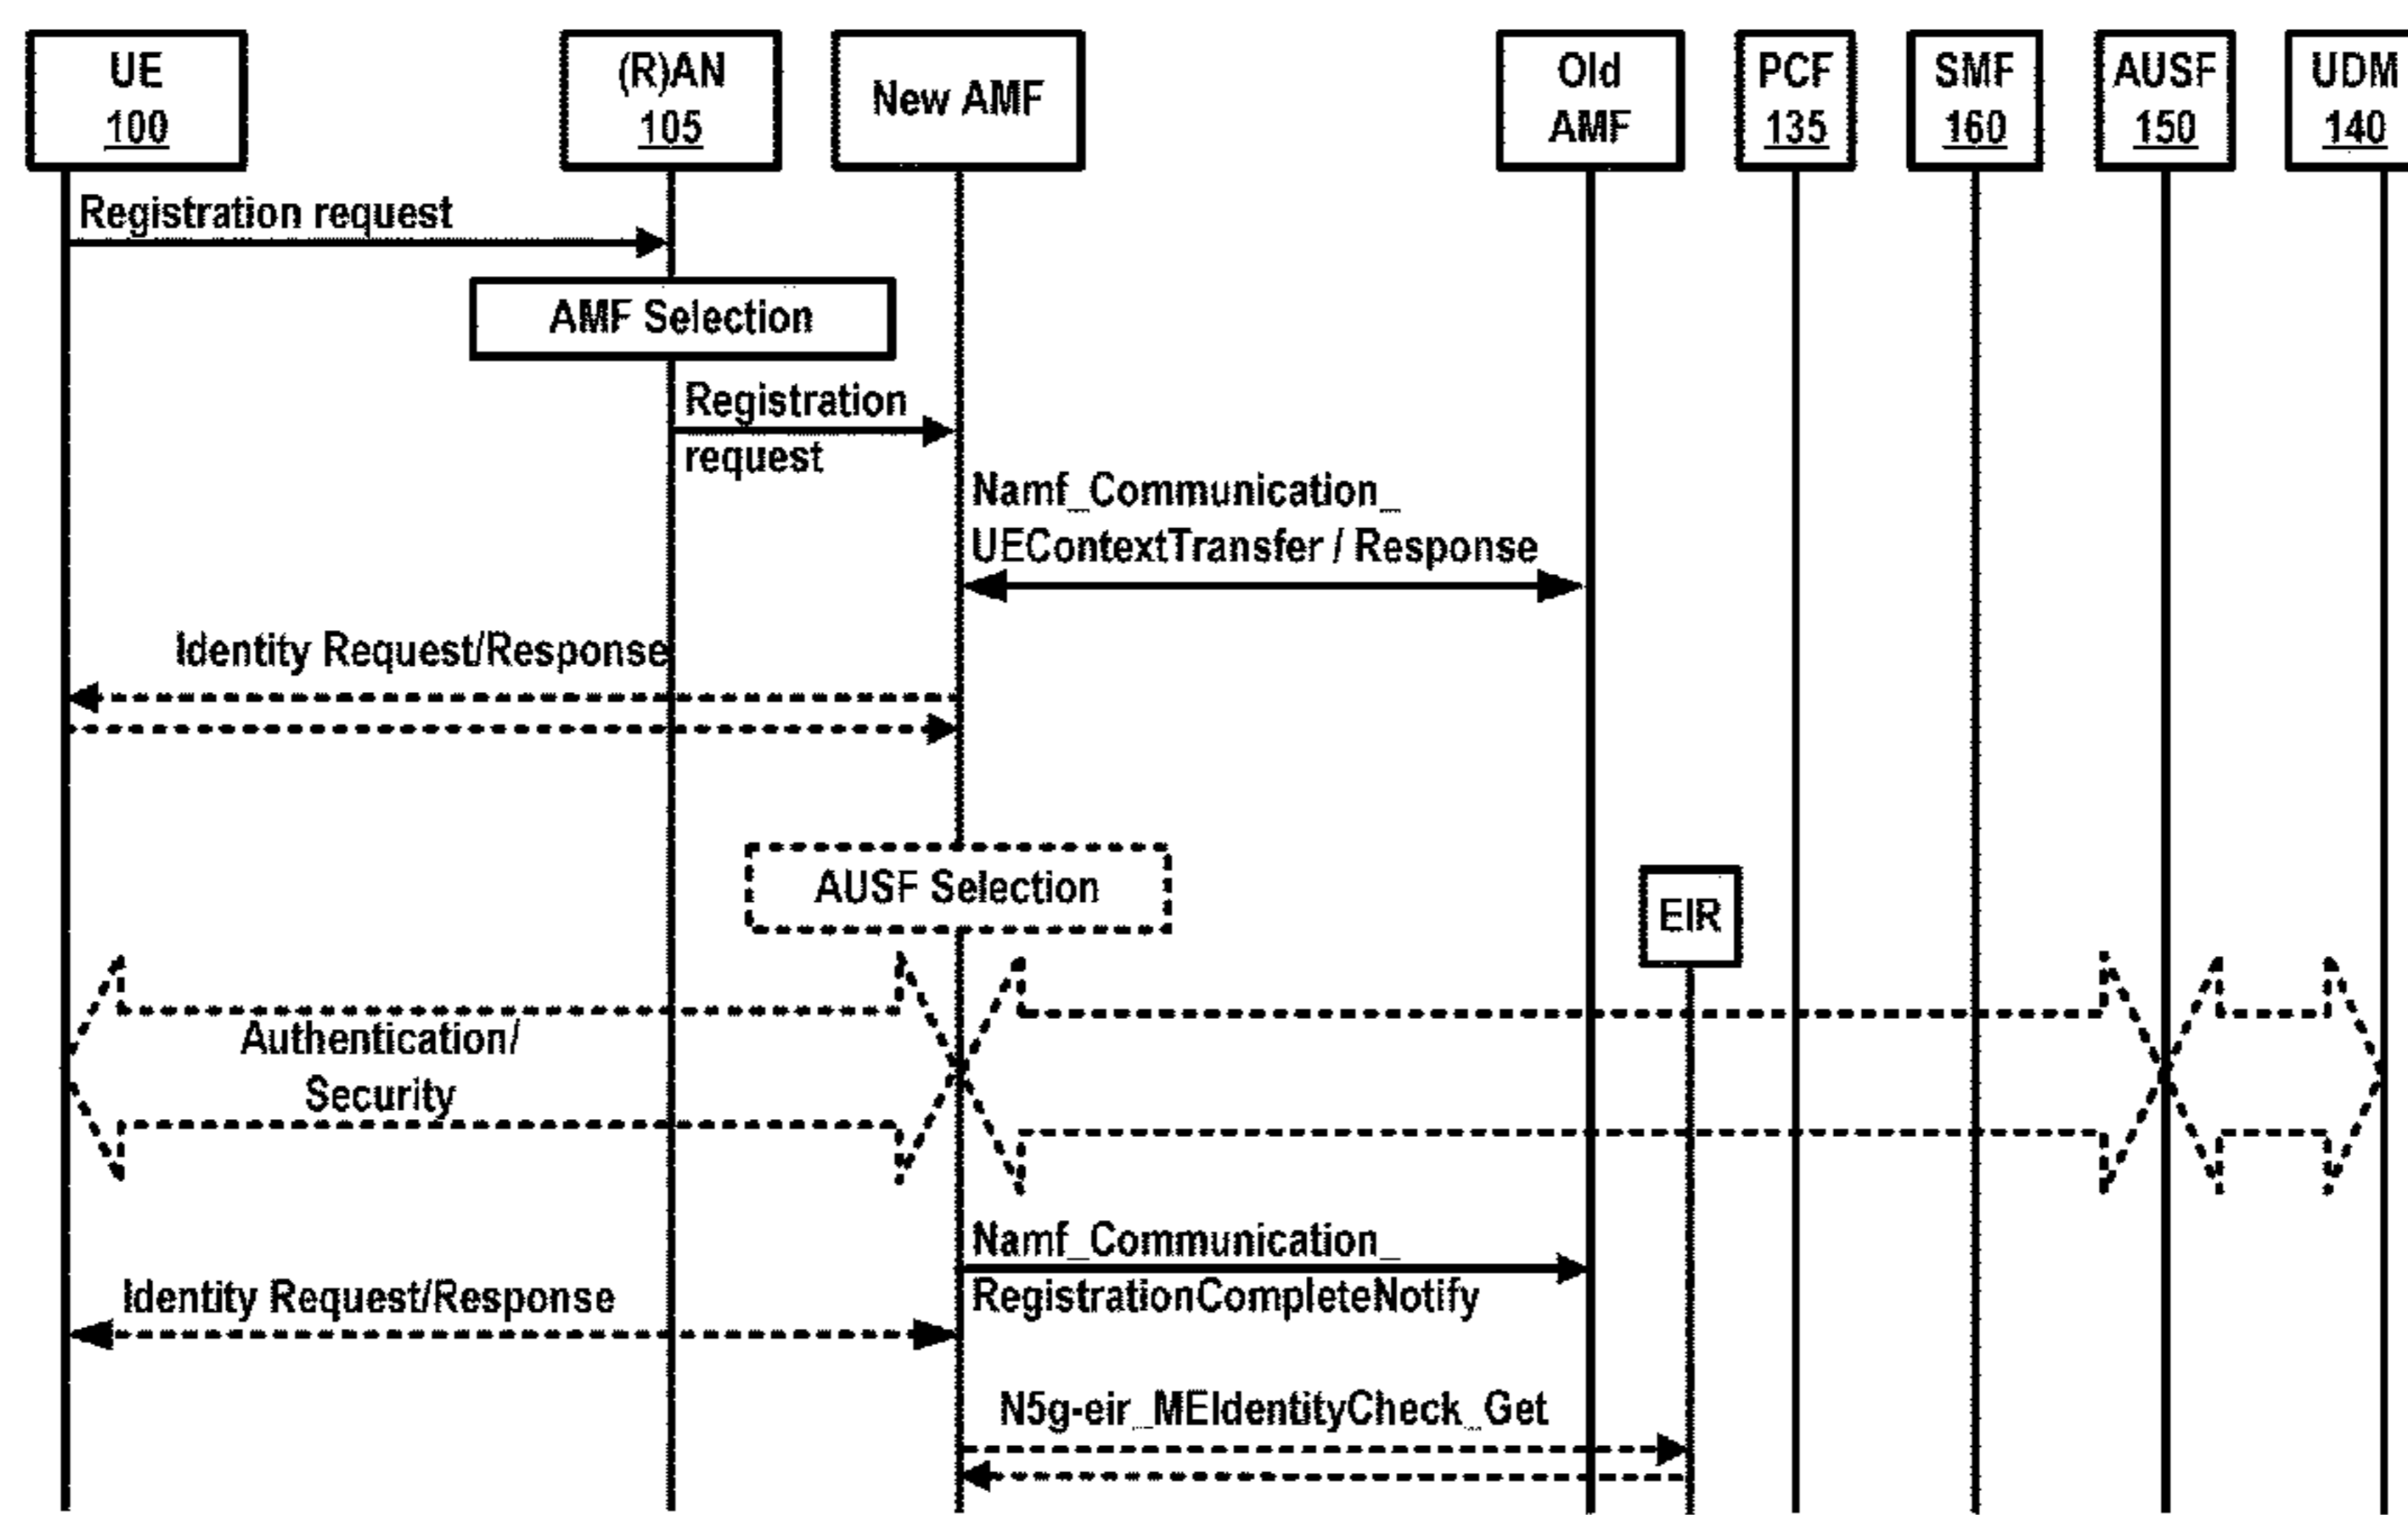 UE
100
(R)AN
105
New AMF
Old
AMF
PCF
135
SMF
160
AUSF
150
UDM
140
Registration request
AMF Selection
Registration
request
Namf_Communication_
UEContextTransfer / Response
Identity Request/Response
AUSF Selection
EIR
Authentication/
Security
Namf_Communication_
RegistrationCompleteNotify
Identity Request/Response
N5g-eir_MEIdentityCheck_Get